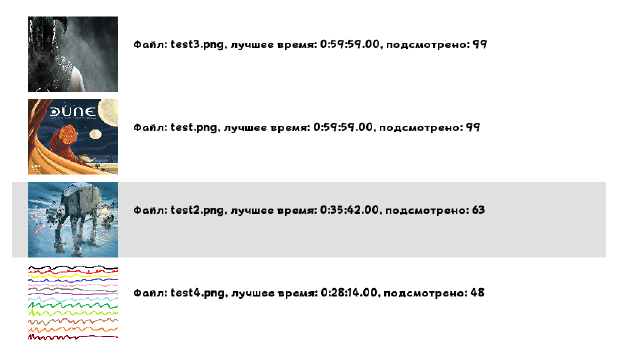 Файл: test3.png, лучшее время: 0:59:59.00, подсмотрено: 99
DUNE
Файл: test.png, лучшее время: 0:59:59.00, подсмотрено: 99
Файл: test2.png, лучшее время: 0:35:42.00, подсмотрено: 63
Файл: test4.png, лучшее время: 0:28:14.00, подсмотрено: 48